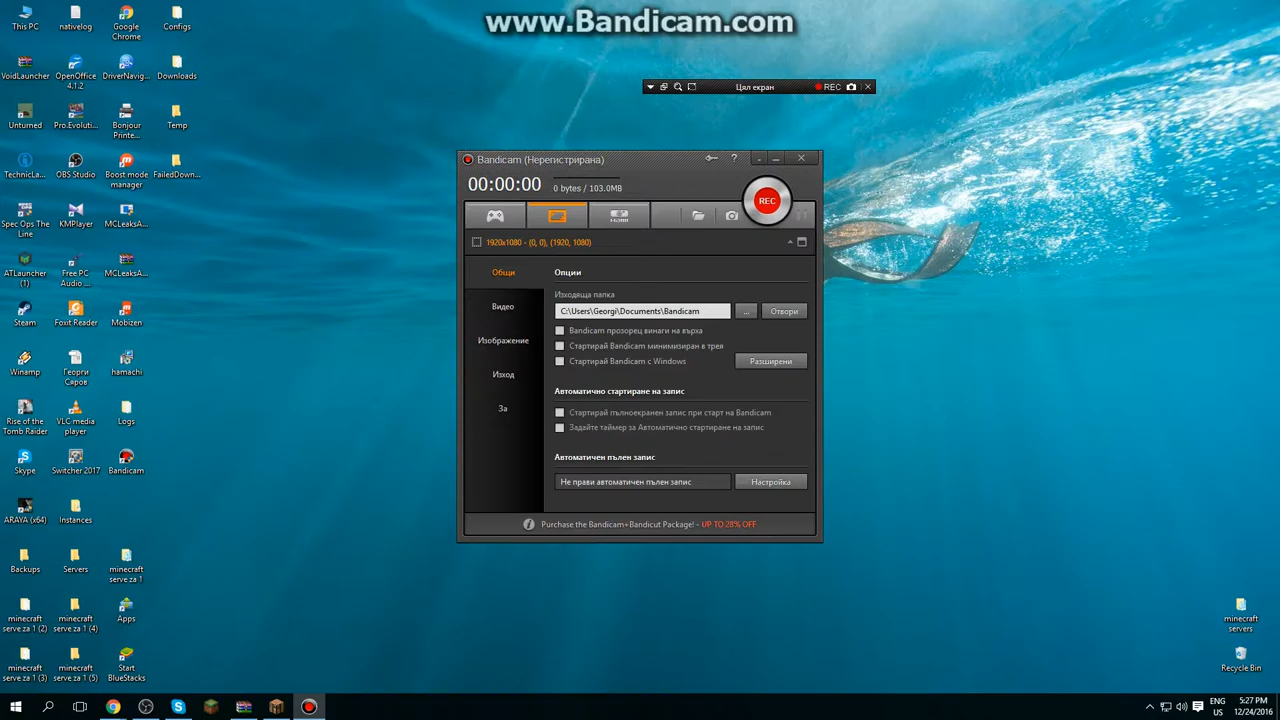 www.Bandicam.com
This PC
nativelog
Google Chrome
Configs
VoidLauncher
OpenOffice 4.1.2
DriverNavig...
Downloads
Unturned
Pro.Evoluti...
Bonjour Printe...
Temp
TechnicLa...
OBS Studio
Boost mode manager
FailedDown...
Spec Ops The Line
KMPlayer
MCLeaksA...
ATLauncher (1)
Free PC Audio ...
MCLeaksA...
Steam
Foxit Reader
Mobizen
Winamp
Георги Сяров
hamachi
Rise of the Tomb Raider
VLC media player
Logs
Skype
Switcher 2017
Bandicam
ARAYA (x64)
Instances
Backups
Servers
minecraft serve za 1
minecraft serve za 1 (2)
minecraft serve za 1 (4)
Apps
minecraft serve za 1 (3)
minecraft serve za 1 (5)
Start BlueStacks
Цял екран
REC
Bandicam (Нерегистрирана)
?
00:00:00
0 bytes / 103.0MB
REC
HDMI
1920x1080 - (0, 0), (1920, 1080)
Общи
Видео
Изображение
Изход
За
Опции
Изходяща папка
C:\Users\Georgi\Documents\Bandicam
...
Отвори
Bandicam прозорец винаги на върха
Стартирай Bandicam минимизиран в трея
Стартирай Bandicam с Windows
Разширени
Автоматично стартиране на запис
Стартирай пълноекранен запис при старт на Bandicam
Задайте таймер за Автоматично стартиране на запис
Автоматичен пълен запис
Не прави автоматичен пълен запис
Настройка
Purchase the Bandicam+Bandicut Package! - UP TO 28% OFF
minecraft servers
Recycle Bin
ENG
US
5:27 PM
12/24/2016